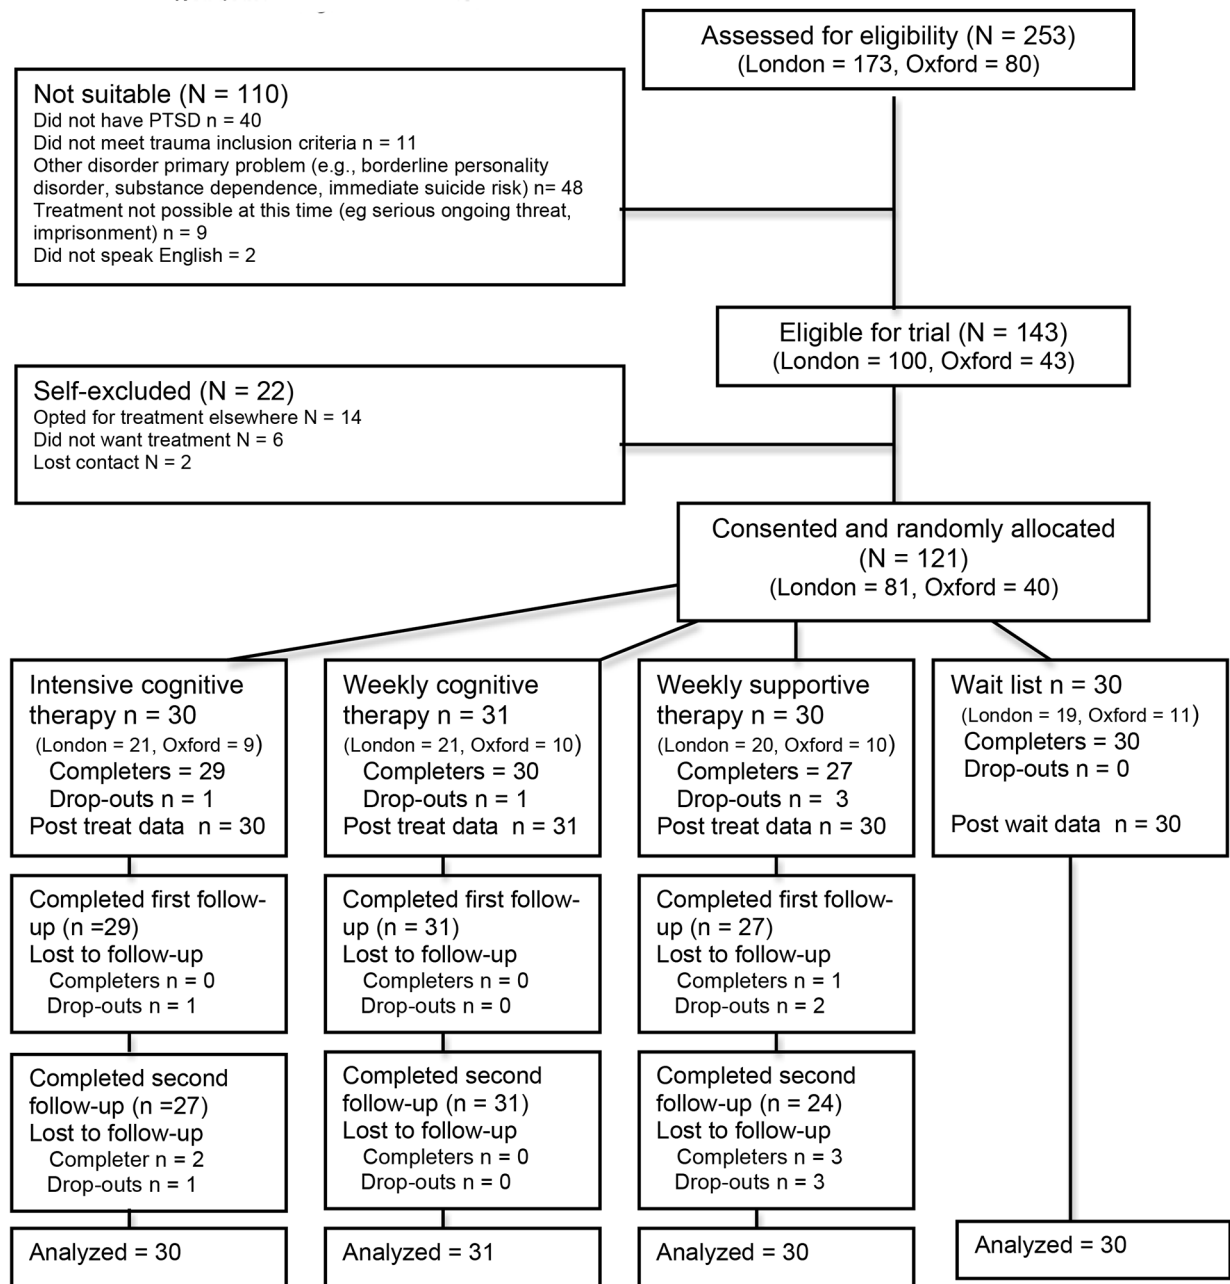 Assessed for eligibility (N = 253)
(London = 173, Oxford = 80)
Not suitable (N = 110)
Did not have PTSD n = 40
Did not meet trauma inclusion criteria n = 11
Other disorder primary problem (e.g., borderline personality
disorder, substance dependence, immediate suicide risk) n= 48
Treatment not possible at this time (eg serious ongoing threat,
imprisonment) n = 9
Did not speak English = 2
Eligible for trial (N = 143)
(London = 100, Oxford = 43)
Self-excluded (N = 22)
Opted for treatment elsewhere N = 14
Did not want treatment N = 6
Lost contact N = 2
Consented and randomly allocated
(N = 121)
(London = 81, Oxford = 40)
Intensive cognitive
therapy n = 30
(London = 21, Oxford = 9)
Completers = 29
Drop-outs n = 1
Post treat data n = 30
Weekly cognitive
therapy n = 31
(London = 21, Oxford = 10)
Completers = 30
Drop-outs n = 1
Post treat data n = 31
Weekly supportive
therapy n = 30
(London = 20, Oxford = 10)
Completers = 27
Drop-outs n = 3
Post treat data n = 30
Wait list n = 30
(London = 19, Oxford = 11)
Completers = 30
Drop-outs n = 0
Post wait data n = 30
Completed first follow-
up (n =29)
Lost to follow-up
Completers n = 0
Drop-outs n = 1
Completed first follow-
up (n = 31)
Lost to follow-up
Completers n = 0
Drop-outs n = 0
Completed first follow-
up (n = 27)
Lost to follow-up
Completers n = 1
Drop-outs n = 2
Completed second
follow-up (n =27)
Lost to follow-up
Completer n = 2
Drop-outs n = 1
Completed second
follow-up (n = 31)
Lost to follow-up
Completers n = 0
Drop-outs n = 0
Completed second
follow-up (n = 24)
Lost to follow-up
Completers n = 3
Drop-outs n = 3
Analyzed = 30
Analyzed = 31
Analyzed = 30
Analyzed = 30